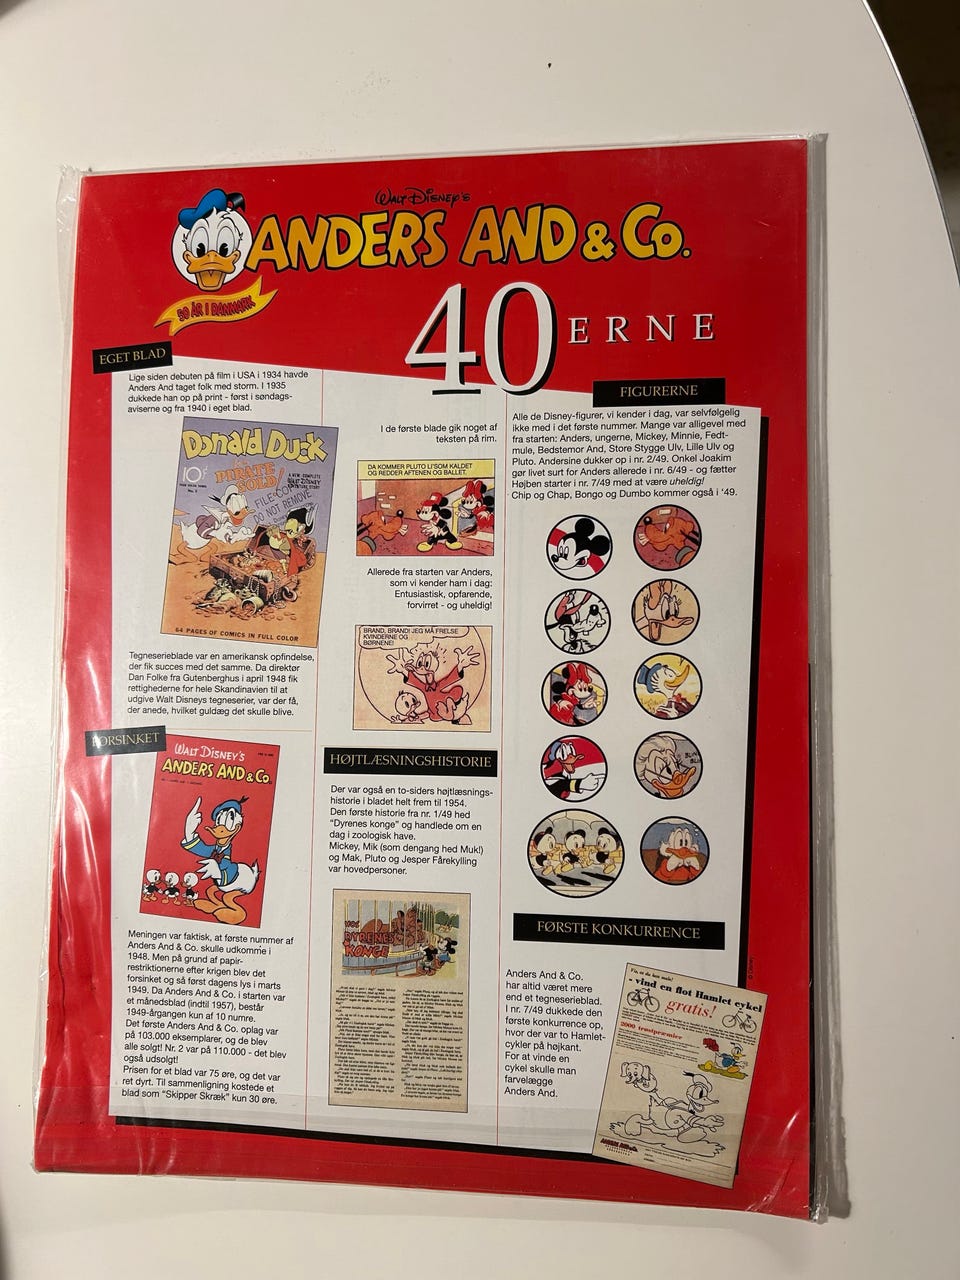 WALT DISNEY'S
ANDERS AND & Co.
50 ÅR I DANMARK
40ERNE
EGET BLAD
Lige siden debuten på film i USA i 1934 havde
Anders And taget folk med storm. I 1935
dukkede han op på print - først i søndags-
aviserne og fra 1940 i eget blad.
Donald Duck
10¢
PIRATE
GOLD!
FILE COPY
DO NOT REMOVE
64 PAGES OF COMICS IN FULL COLOR
Tegneserieblade var en amerikansk opfindelse,
der fik succes med det samme. Da direktør
Dan Folke fra Gutenberghus i april 1948 fik
rettighederne for hele Skandinavien til at
udgive Walt Disneys tegneserier, var der få,
der anede, hvilket guldæg det skulle blive.
FORSINKET
WALT DISNEY'S
ANDERS AND & Co.
Meningen var faktisk, at første nummer af
Anders And & Co. skulle udkomme i
1948. Men på grund af papir-
restriktionerne efter krigen blev det
forsinket og så først dagens lys i marts
1949. Da Anders And & Co. i starten var
et månedsblad (indtil 1957), består
1949-årgangen kun af 10 numre.
Det første Anders And & Co. oplag var
på 103.000 eksemplarer, og de blev
alle solgt! Nr. 2 var på 110.000 - det blev
også udsolgt!
Prisen for et blad var 75 øre, og det var
ret dyrt. Til sammenligning kostede et
blad som "Skipper Skræk" kun 30 øre.
I de første blade gik noget af
teksten på rim.
DA KOMMER PLUTO LI'SOM KALDET
OG REDDER AFTENEN OG BALLET.
Allerede fra starten var Anders,
som vi kender ham i dag:
Entusiastisk, opfarende,
forvirret - og uheldig!
BRAND, BRAND! JEG MÅ FRELSE
KVINDERNE OG
BØRNENE!
HØJTLÆSNINGSHISTORIE
Der var også en to-siders højtlæsnings-
historie i bladet helt frem til 1954.
Den første historie fra nr. 1/49 hed
"Dyrenes konge" og handlede om en
dag i zoologisk have.
Mickey, Mik (som dengang hed Muk!)
og Mak, Pluto og Jesper Fårekylling
var hovedpersoner.
HOS
DYRENES
KONGE
FIGURERNE
Alle de Disney-figurer, vi kender i dag, var selvfølgelig
ikke med i det første nummer. Mange var alligevel med
fra starten: Anders, ungerne, Mickey, Minnie, Fedt-
mule, Bedstemor And, Store Stygge Ulv, Lille Ulv og
Pluto. Andersine dukker op i nr. 2/49. Onkel Joakim
gør livet surt for Anders allerede i nr. 6/49 - og fætter
Højben starter i nr. 7/49 med at være uheldig!
Chip og Chap, Bongo og Dumbo kommer også i '49.
FØRSTE KONKURRENCE
Anders And & Co.
har altid været mere
end et tegneserieblad.
I nr. 7/49 dukkede den
første konkurrence op,
hvor der var to Hamlet-
cykler på højkant.
For at vinde en
cykel skulle man
farvelægge
Anders And.
© Disney
- vind en flot Hamlet cykel
gratis!
2000 trøstpræmier
ANDERS AND & Co.